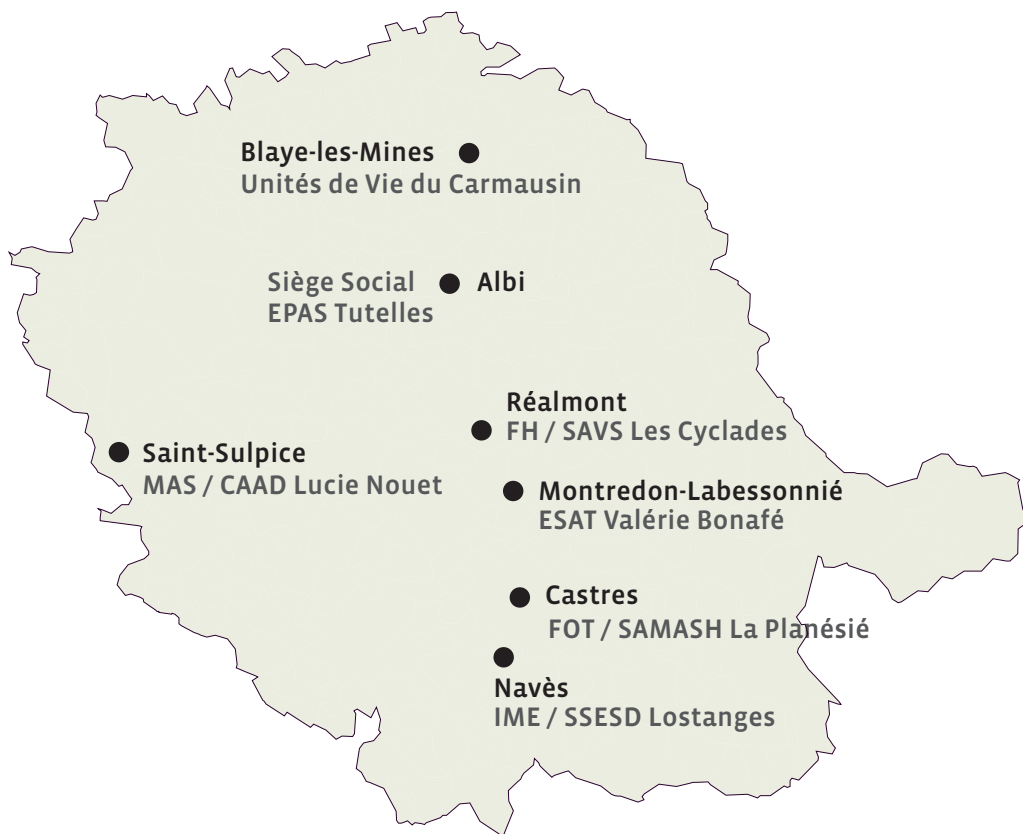 Blaye-les-Mines
Unités de Vie du Carmausin
Siège Social
Albi
EPAS Tutelles
Réalmont
FH / SAVS Les Cyclades
Saint-Sulpice
MAS / CAAD Lucie Nouet
Montredon-Labessonnié
ESAT Valérie Bonafé
Castres
FOT / SAMASH La Planésié
Navès
IME / SSESD Lostanges